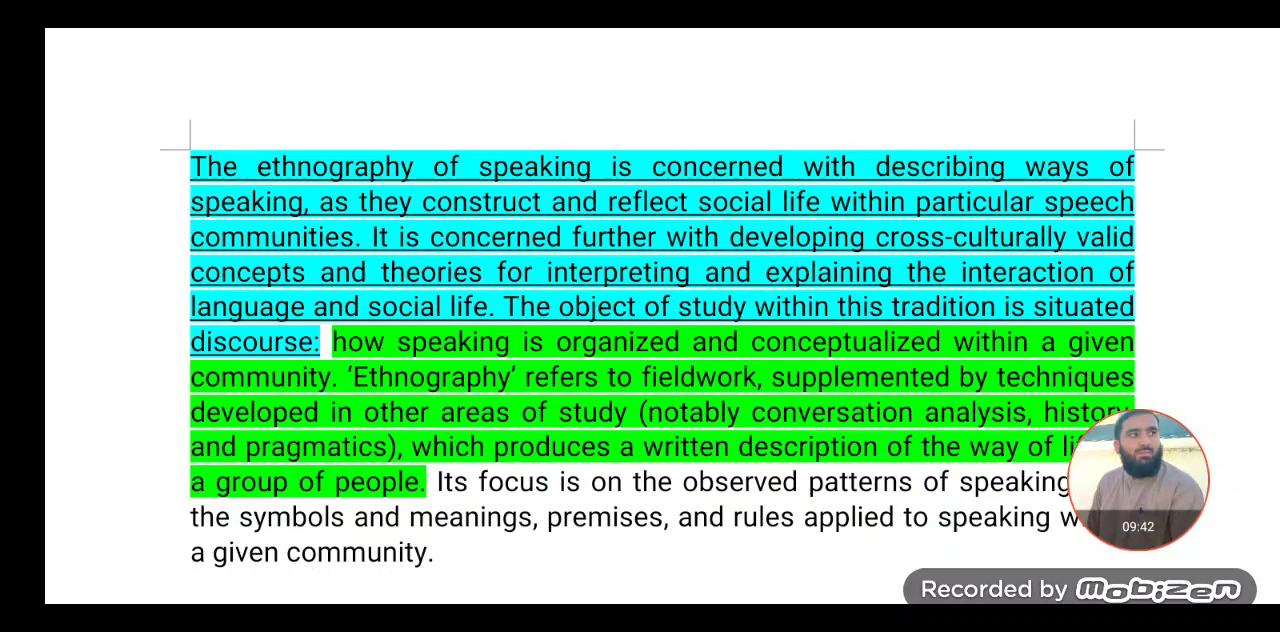 The ethnography of speaking is concerned with describing ways of
speaking, as they construct and reflect social life within particular speech
communities. It is concerned further with developing cross-culturally valid
concepts and theories for interpreting and explaining the interaction of
language and social life. The object of study within this tradition is situated
discourse: how speaking is organized and conceptualized within a given
community. ‘Ethnography’ refers to fieldwork, supplemented by techniques
developed in other areas of study (notably conversation analysis, history,
and pragmatics), which produces a written description of the way of
a group of people. Its focus is on the observed patterns of speaking
the symbols and meanings, premises, and rules applied to speaking
a given community.
09:42
Recorded by Mobizen